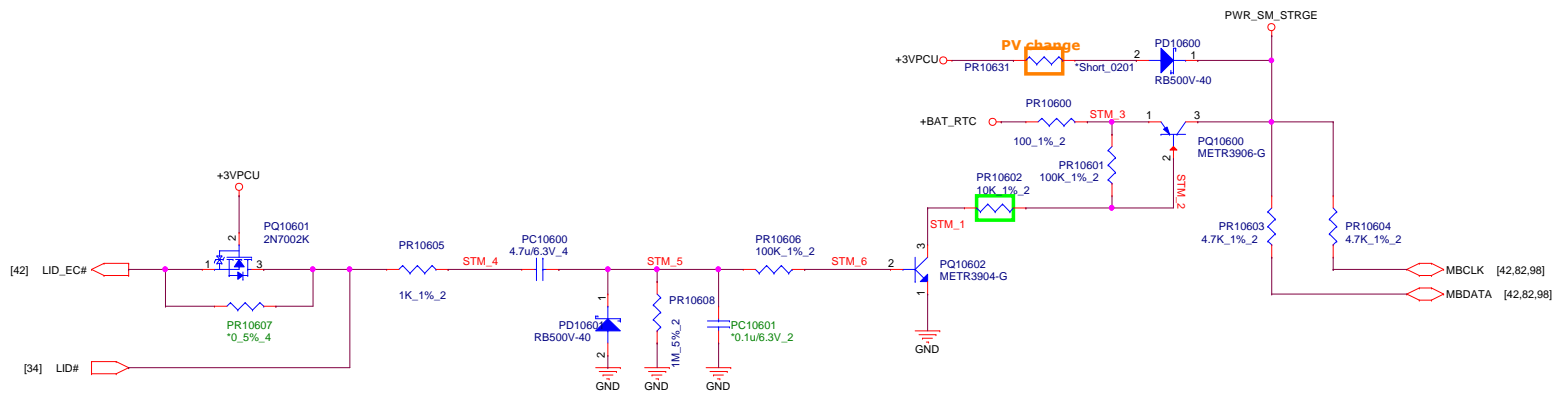 PWR_SM_STRGE
PV change
PD10600
+3VPCU
PR10631
*Short_0201
2
1
RB500V-40
PR10600
+BAT_RTC
STM_3
1
3
100_1%_2
PQ10600
METR3906-G
PR10601
100K_1%_2
2
PR10602
10K_1%_2
STM_2
STM_1
+3VPCU
PQ10601
2N7002K
2
PR10603
4.7K_1%_2
PR10604
4.7K_1%_2
PR10605
PC10600
4.7u/6.3V_4
PR10606
100K_1%_2
3
[42]
LID_EC#
1
3
STM_4
STM_5
STM_6
2
PQ10602
METR3904-G
MBCLK
[42,82,98]
1K_1%_2
1
1
MBDATA
[42,82,98]
PR10607
*0_5%_4
PD10601
RB500V-40
PR10608
1M_5%_2
PC10601
*0.1u/6.3V_2
2
GND
[34]
LID#
GND
GND
GND